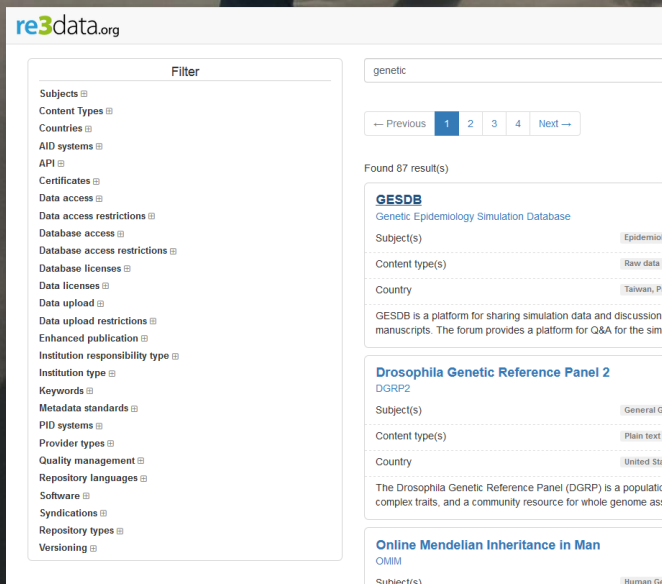 re3data.org
Filter
Subjects
Content Types
Countries
AID systems
API
Certificates
Data access
Data access restrictions
Database access
Database access restrictions
Database licenses
Data licenses
Data upload
Data upload restrictions
Enhanced publication
Institution responsibility type
Institution type
Keywords
Metadata standards
PID systems
Provider types
Quality management
Repository languages
Software
Syndications
Repository types
Versioning
genetic
← Previous 1 2 3 4 Next →
Found 87 result(s)
GESDB
Genetic Epidemiology Simulation Database
Subject(s)
Content type(s) Raw data
Country Taiwan,
GESDB is a platform for sharing simulation data and discussion
manuscripts. The forum provides a platform for Q&A for the sim
Drosophila Genetic Reference Panel 2
DGRP2
Subject(s) General
Content type(s) Plain text
Country United
The Drosophila Genetic Reference Panel (DGRP) is a
complex traits, and a community resource for whole genome
Online Mendelian Inheritance in Man
OMIM
Subject(s) Human